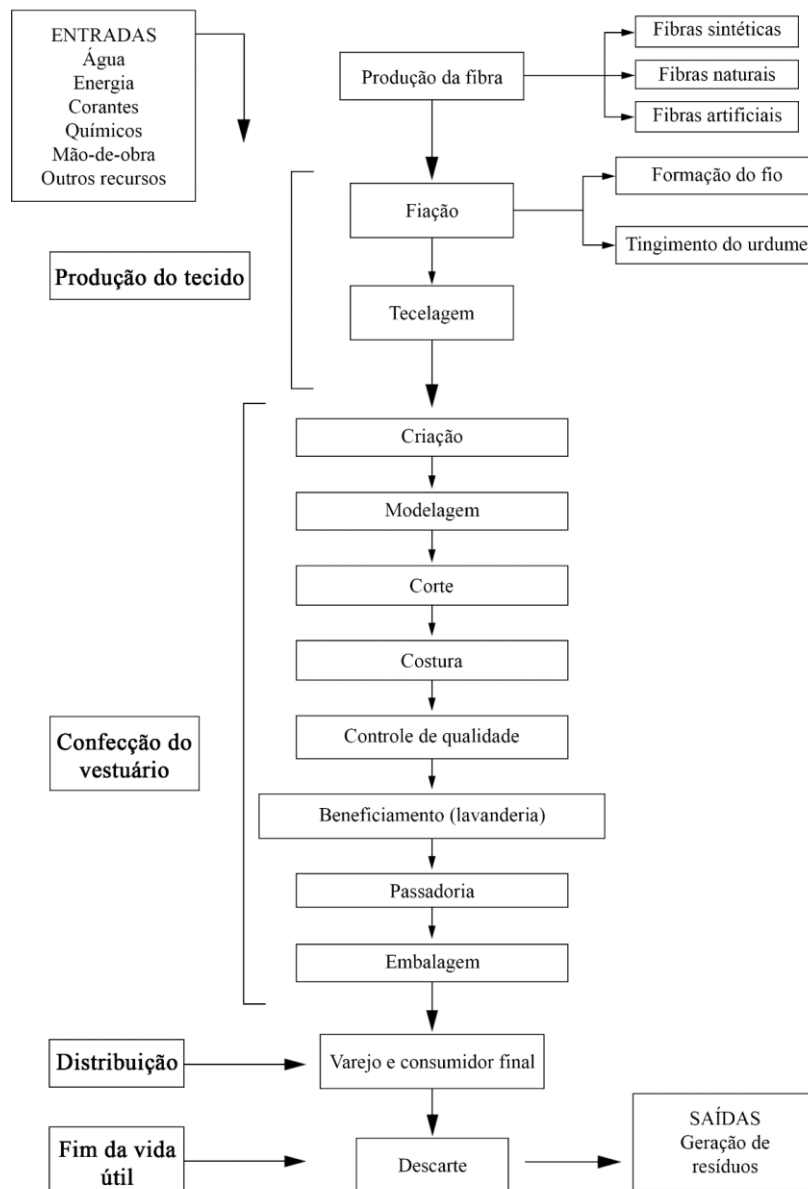 ENTRADAS
Água
Energia
Corantes
Químicos
Mão-de-obra
Outros recursos
Produção da fibra
Fibras sintéticas
Fibras naturais
Fibras artificiais
Fiação
Formação do fio
Tingimento do urdume
Produção do tecido
Tecelagem
Criação
Modelagem
Corte
Costura
Confecção do
vestuário
Controle de qualidade
Beneficiamento (lavanderia)
Passadoria
Embalagem
Distribuição
Varejo e consumidor final
Fim da vida
útil
Descarte
SAÍDAS
Geração de
resíduos